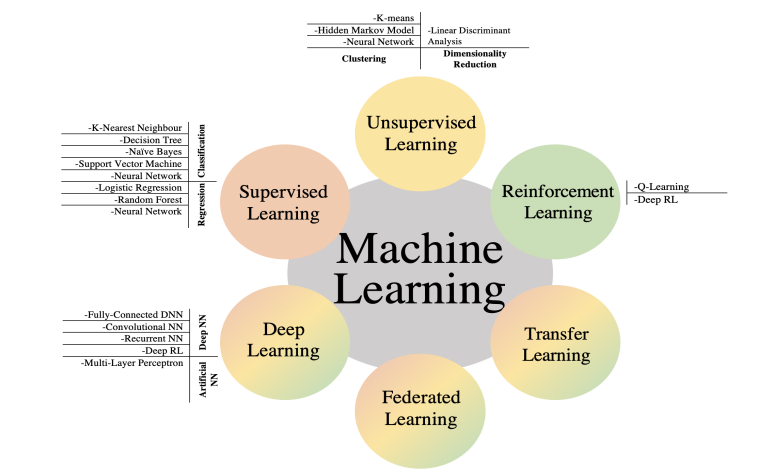 -K-means
-Hidden Markov Model
-Neural Network
Clustering
-Linear Discriminant
Analysis
Dimensionality
Reduction
Unsupervised
Learning
-K-Nearest Neighbour
-Decision Tree
-Naïve Bayes
-Support Vector Machine
-Neural Network
Classification
-Logistic Regression
-Random Forest
-Neural Network
Regression
Supervised
Learning
Reinforcement
Learning
-Q-Learning
-Deep RL
Machine
Learning
-Fully-Connected DNN
-Convolutional NN
-Recurrent NN
-Deep RL
Deep NN
-Multi-Layer Perceptron
Artificial
NN
Deep
Learning
Transfer
Learning
Federated
Learning